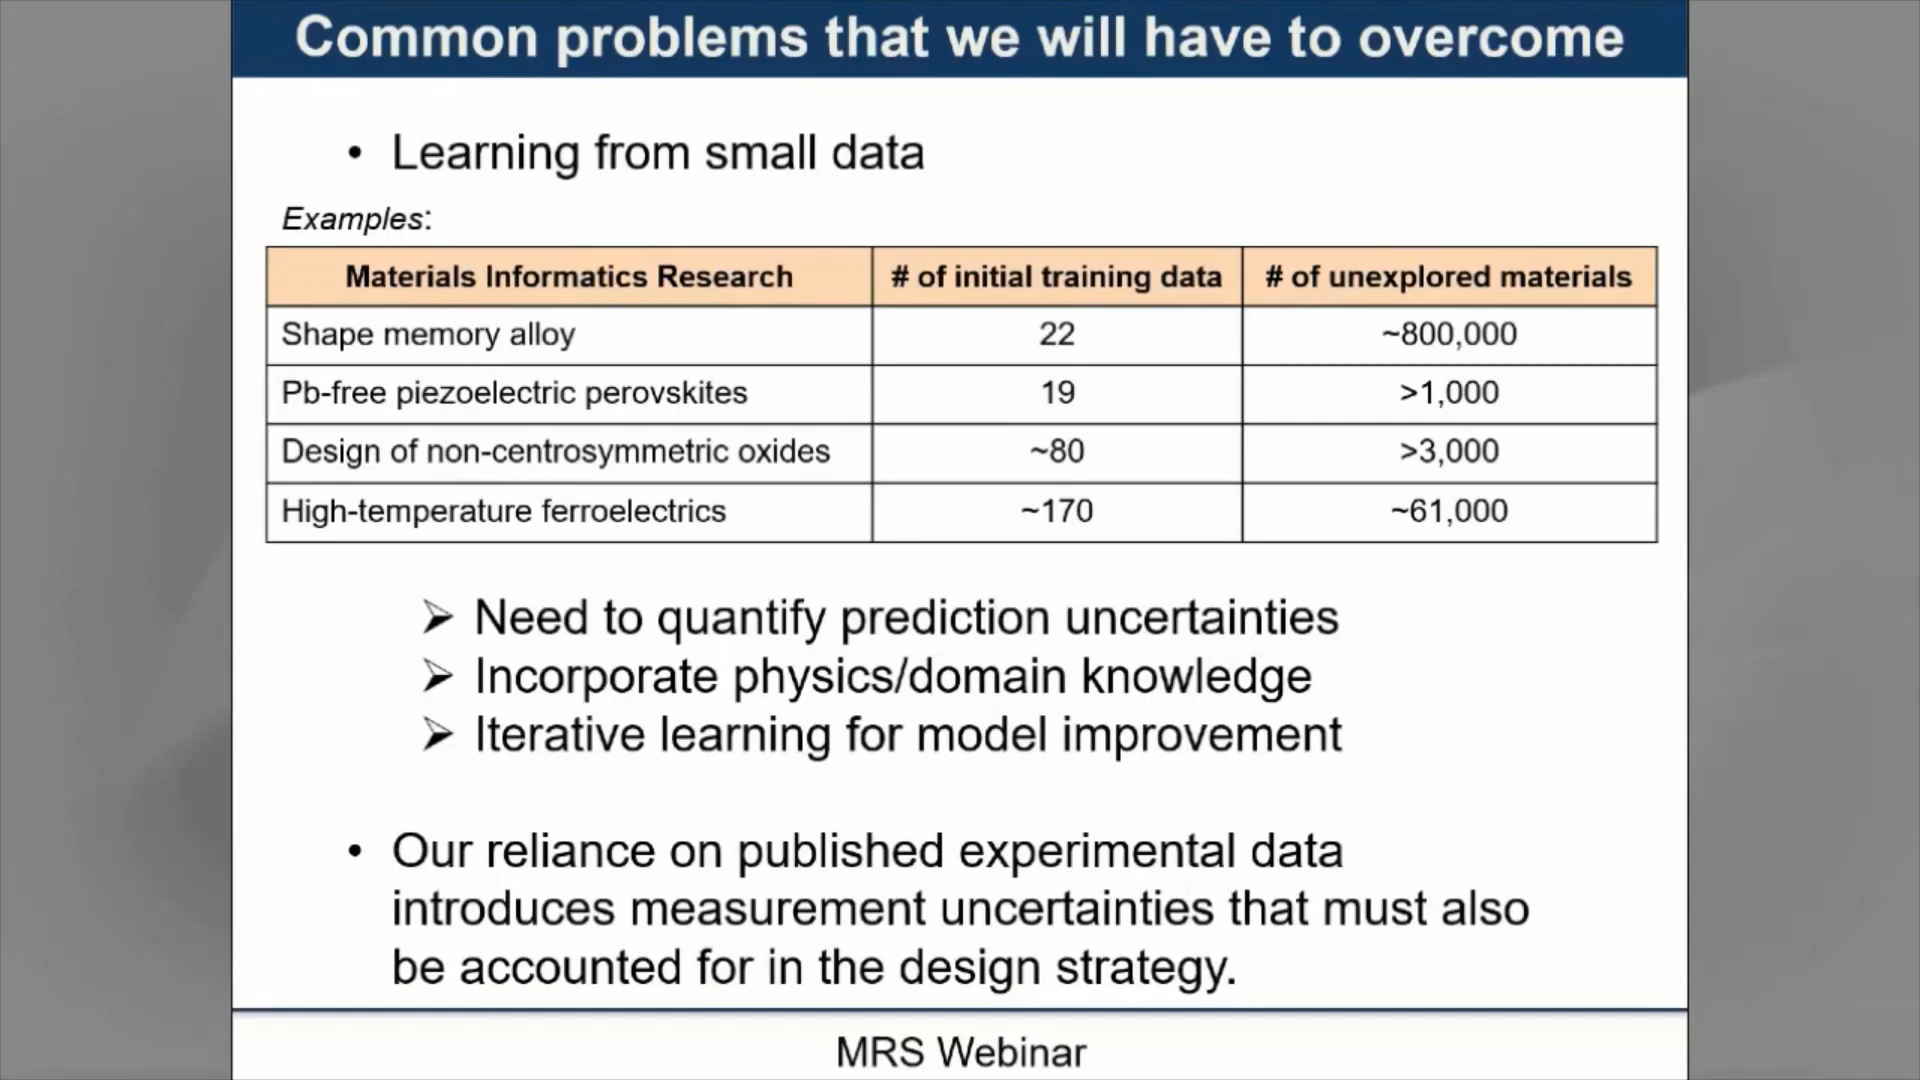 Common problems that we will have to overcome
• Learning from small data
Examples:
Materials Informatics Research # of initial training data # of unexplored materials
Shape memory alloy 22 ~800,000
Pb-free piezoelectric perovskites 19 >1,000
Design of non-centrosymmetric oxides ~80 >3,000
High-temperature ferroelectrics ~170 ~61,000
➢ Need to quantify prediction uncertainties
➢ Incorporate physics/domain knowledge
➢ Iterative learning for model improvement
• Our reliance on published experimental data
introduces measurement uncertainties that must also
be accounted for in the design strategy.
MRS Webinar